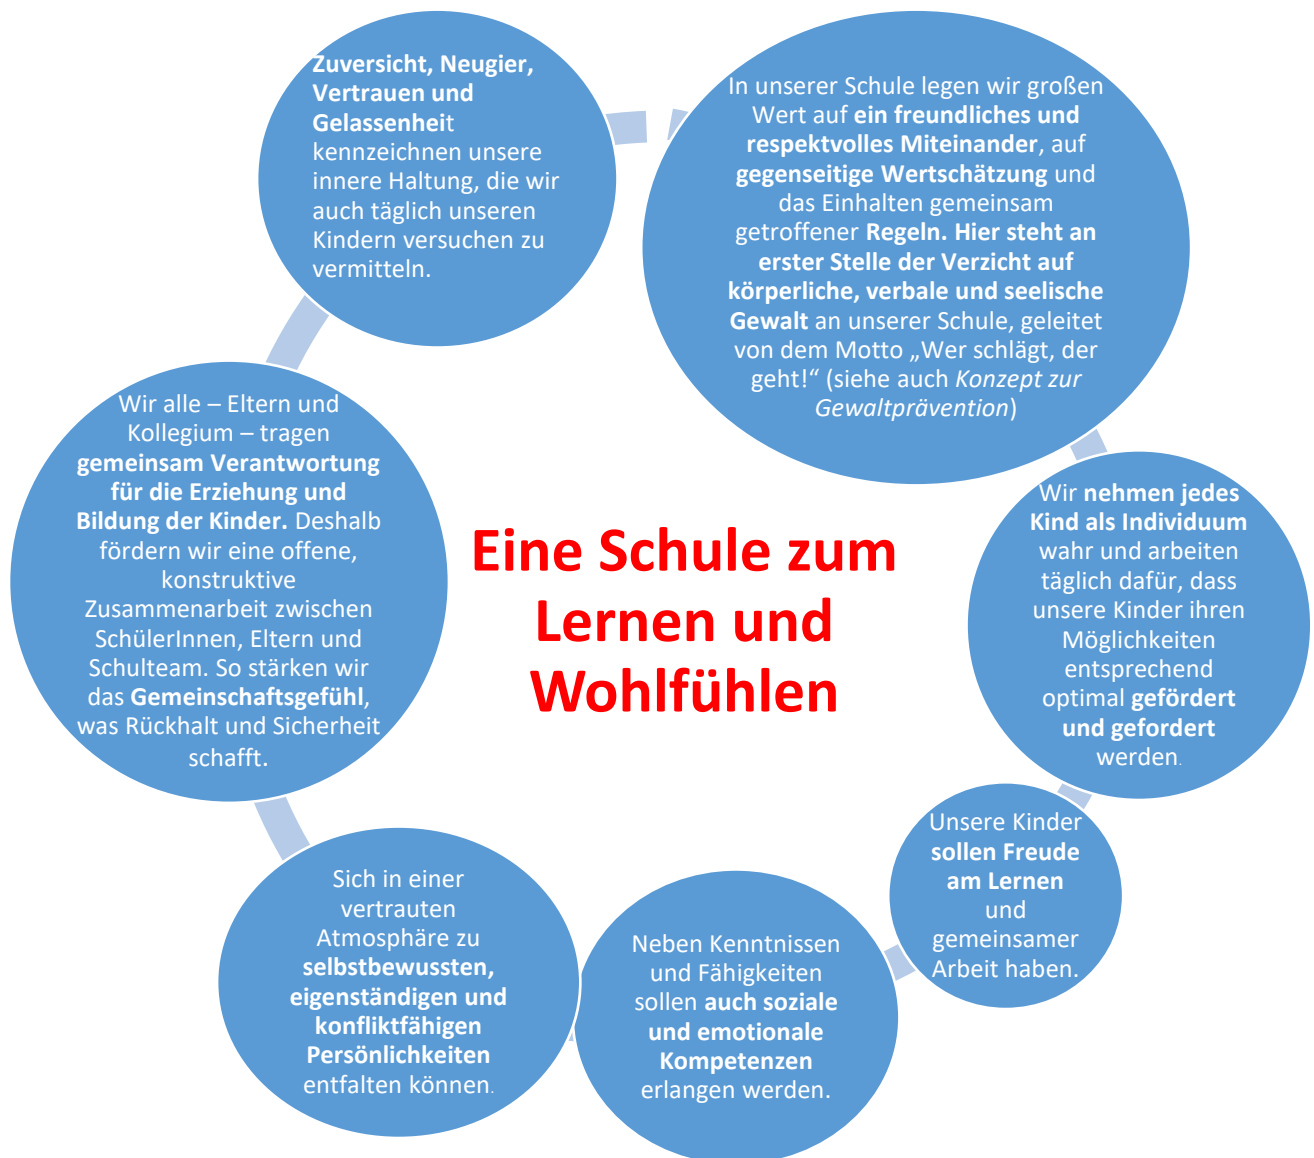 Zuversicht, Neugier,
Vertrauen und
Gelassenheit
kennzeichnen unsere
innere Haltung, die wir
auch täglich unseren
Kindern versuchen zu
vermitteln.
In unserer Schule legen wir großen
Wert auf ein freundliches und
respektvolles Miteinander, auf
gegenseitige Wertschätzung und
das Einhalten gemeinsam
getroffener Regeln. Hier steht an
erster Stelle der Verzicht auf
körperliche, verbale und seelische
Gewalt an unserer Schule, geleitet
von dem Motto „Wer schlägt, der
geht!“ (siehe auch Konzept zur
Gewaltprävention)
Wir nehmen jedes
Kind als Individuum
wahr und arbeiten
täglich dafür, dass
unsere Kinder ihren
Möglichkeiten
entsprechend
optimal gefördert
und gefordert
werden.
Unsere Kinder
sollen Freude
am Lernen
und
gemeinsamer
Arbeit haben.
Neben Kenntnissen
und Fähigkeiten
sollen auch soziale
und emotionale
Kompetenzen
erlangen werden.
Sich in einer
vertrauten
Atmosphäre zu
selbstbewussten,
eigenständigen und
konfliktfähigen
Persönlichkeiten
entfalten können.
Wir alle – Eltern und
Kollegium – tragen
gemeinsam Verantwortung
für die Erziehung und
Bildung der Kinder. Deshalb
fördern wir eine offene,
konstruktive
Zusammenarbeit zwischen
SchülerInnen, Eltern und
Schulteam. So stärken wir
das Gemeinschaftsgefühl,
was Rückhalt und Sicherheit
schafft.
Eine Schule zum
Lernen und
Wohlfühlen